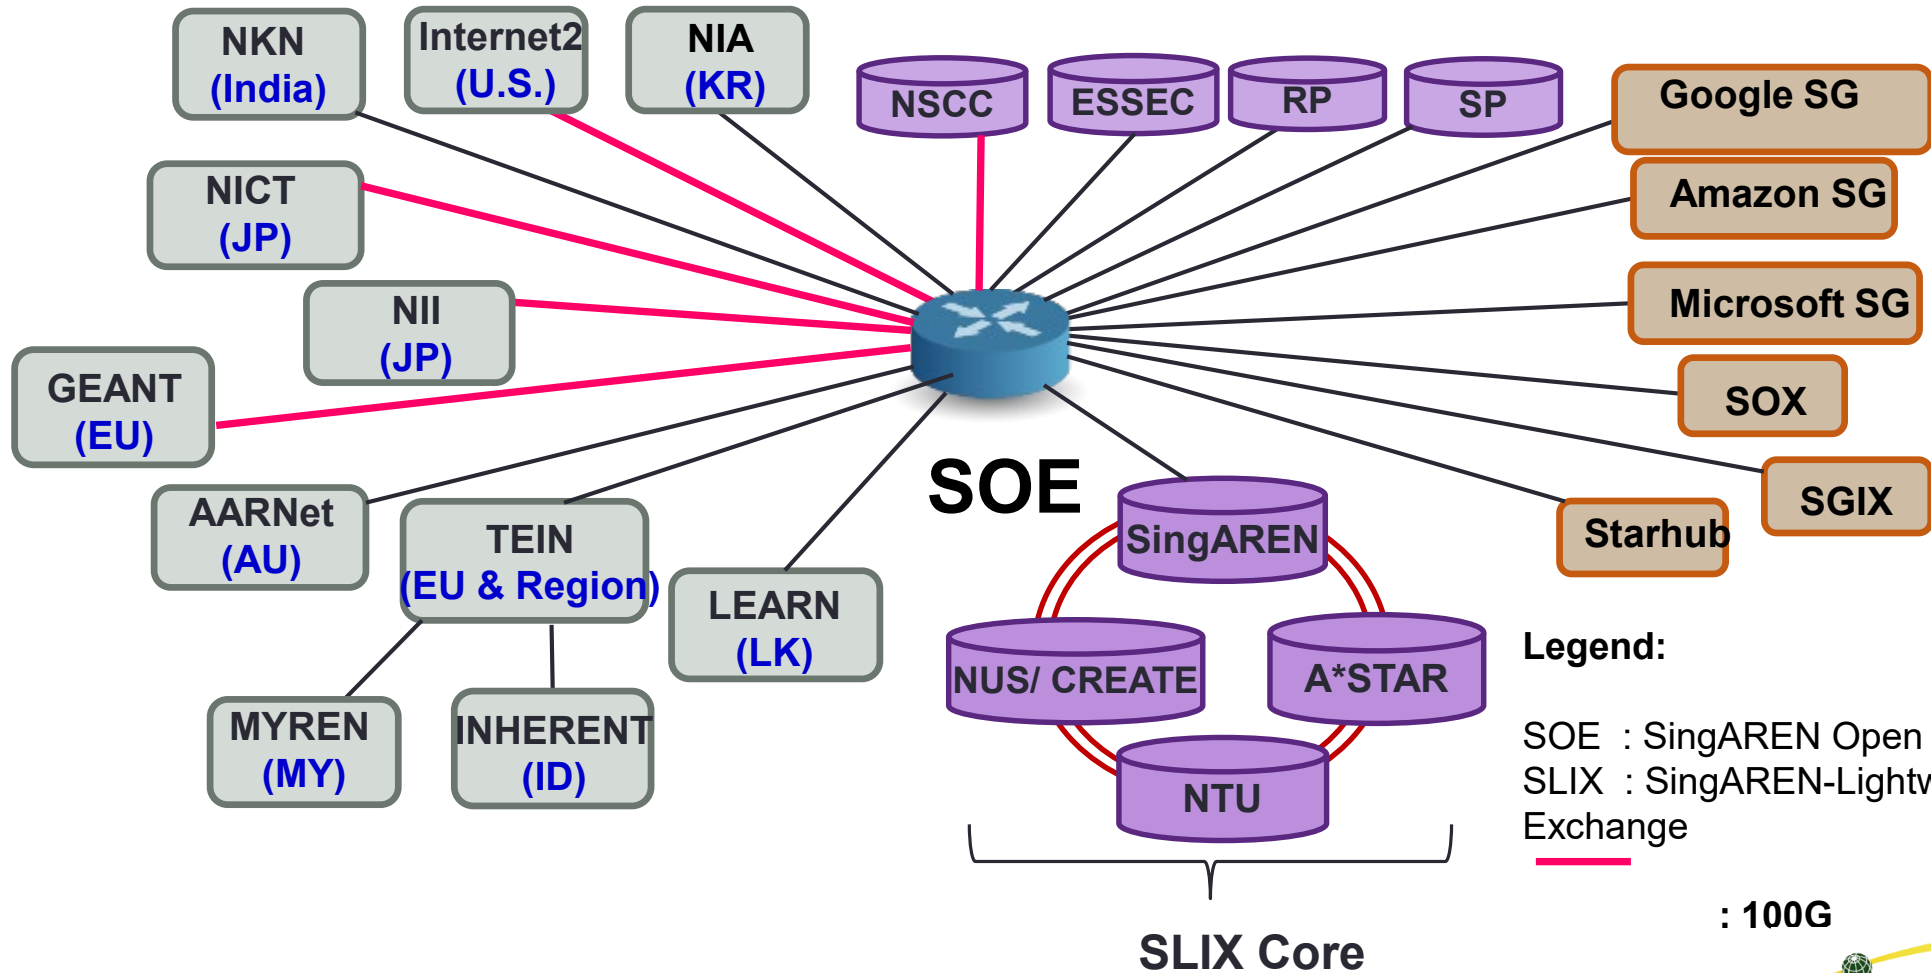 NKN
(India)
Internet2
(U.S.)
NIA
(KR)
NSCC
ESSEC
RP
SP
Google SG
Amazon SG
NICT
(JP)
NII
(JP)
Microsoft SG
GEANT
(EU)
SOX
SOE
SGIX
AARNet
(AU)
TEIN
(EU & Region)
Starhub
SingAREN
LEARN
(LK)
NUS/ CREATE
A*STAR
Legend:
MYREN
(MY)
INHERENT
(ID)
NTU
SOE : SingAREN Open
SLIX : SingAREN-Lightw
Exchange
: 100G
SLIX Core